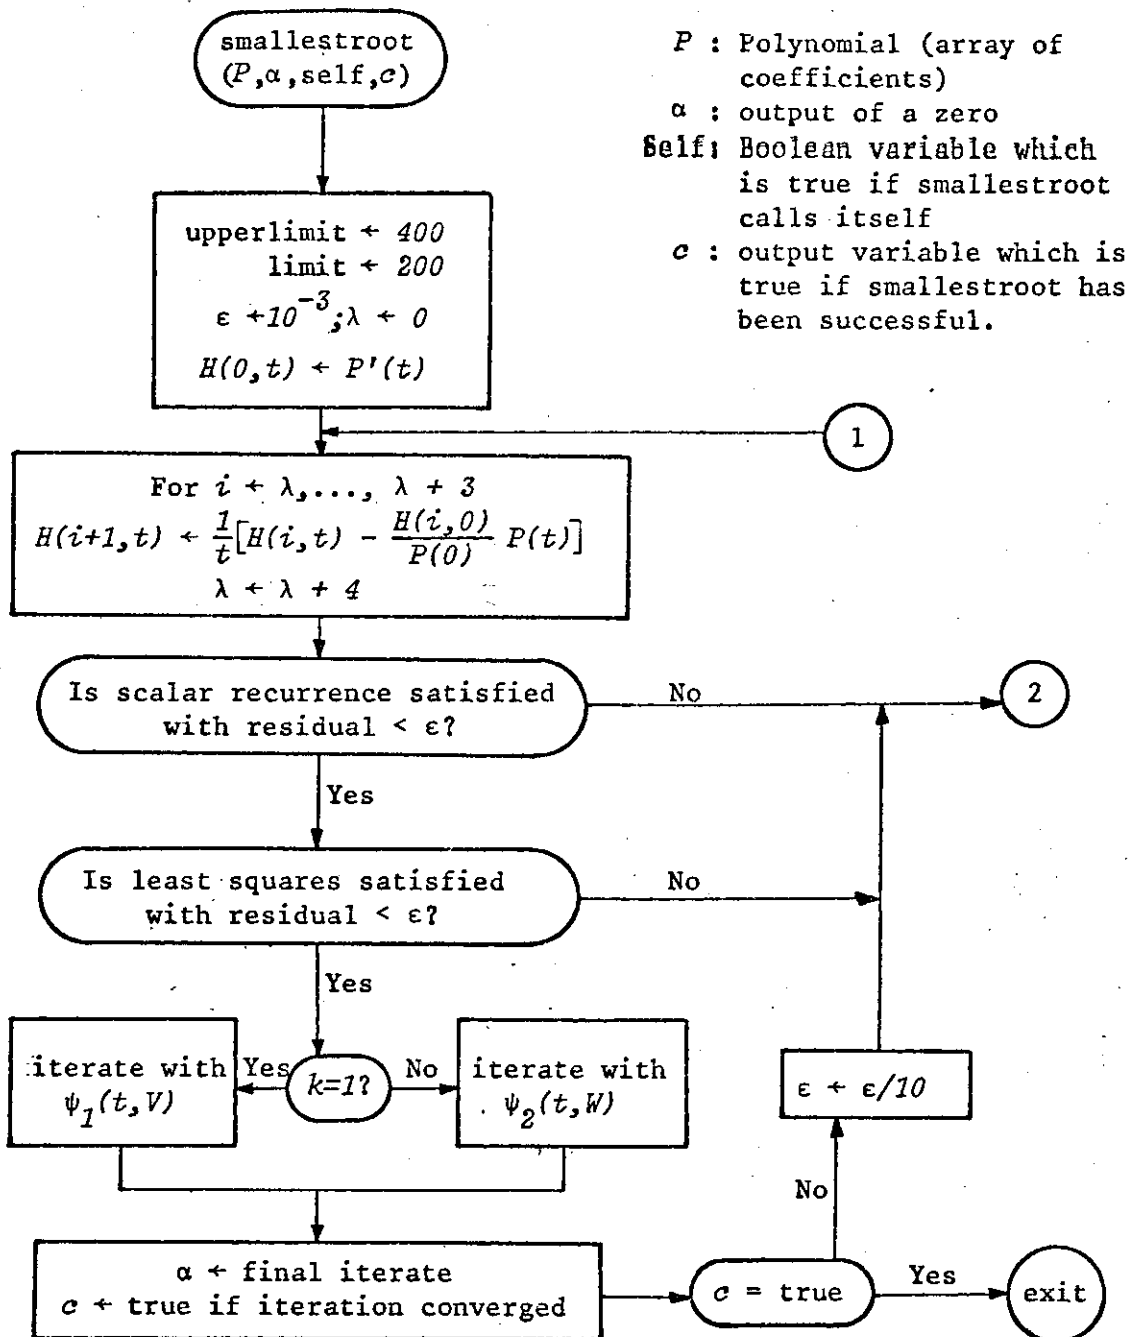 smallestroot
(P,α,self,c)
P : Polynomial (array of
coefficients)
α : output of a zero
Self: Boolean variable which
is true if smallestroot
calls itself
c : output variable which is
true if smallestroot has
been successful.
upperlimit ← 400
limit ← 200
ε ←10⁻³;λ ← 0
H(0,t) ← P'(t)
1
For i ← λ,..., λ + 3
H(i+1,t) ← 1/t[H(i,t) - H(i,0)/P(0) P(t)]
λ ← λ + 4
Is scalar recurrence satisfied
with residual < ε?
No
2
Yes
Is least squares satisfied
with residual < ε?
No
Yes
iterate with
ψ₁(t,V)
Yes
k=1?
No
iterate with
ψ₂(t,W)
ε ← ε/10
No
α ← final iterate
c ← true if iteration converged
c = true
Yes
exit